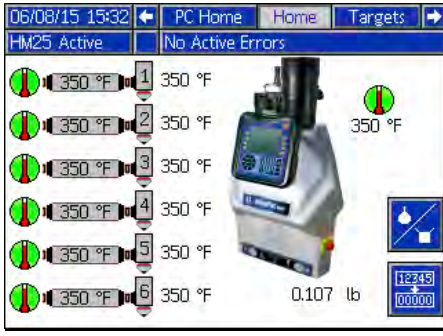 06/08/15 15:32 PC Home Home Targets
HM25 Active No Active Errors
350 °F 1 350 °F
350 °F 2 350 °F
350 °F 3 350 °F
350 °F 4 350 °F
350 °F 5 350 °F
350 °F 6 350 °F
350 °F
0.107 lb
12345
00000